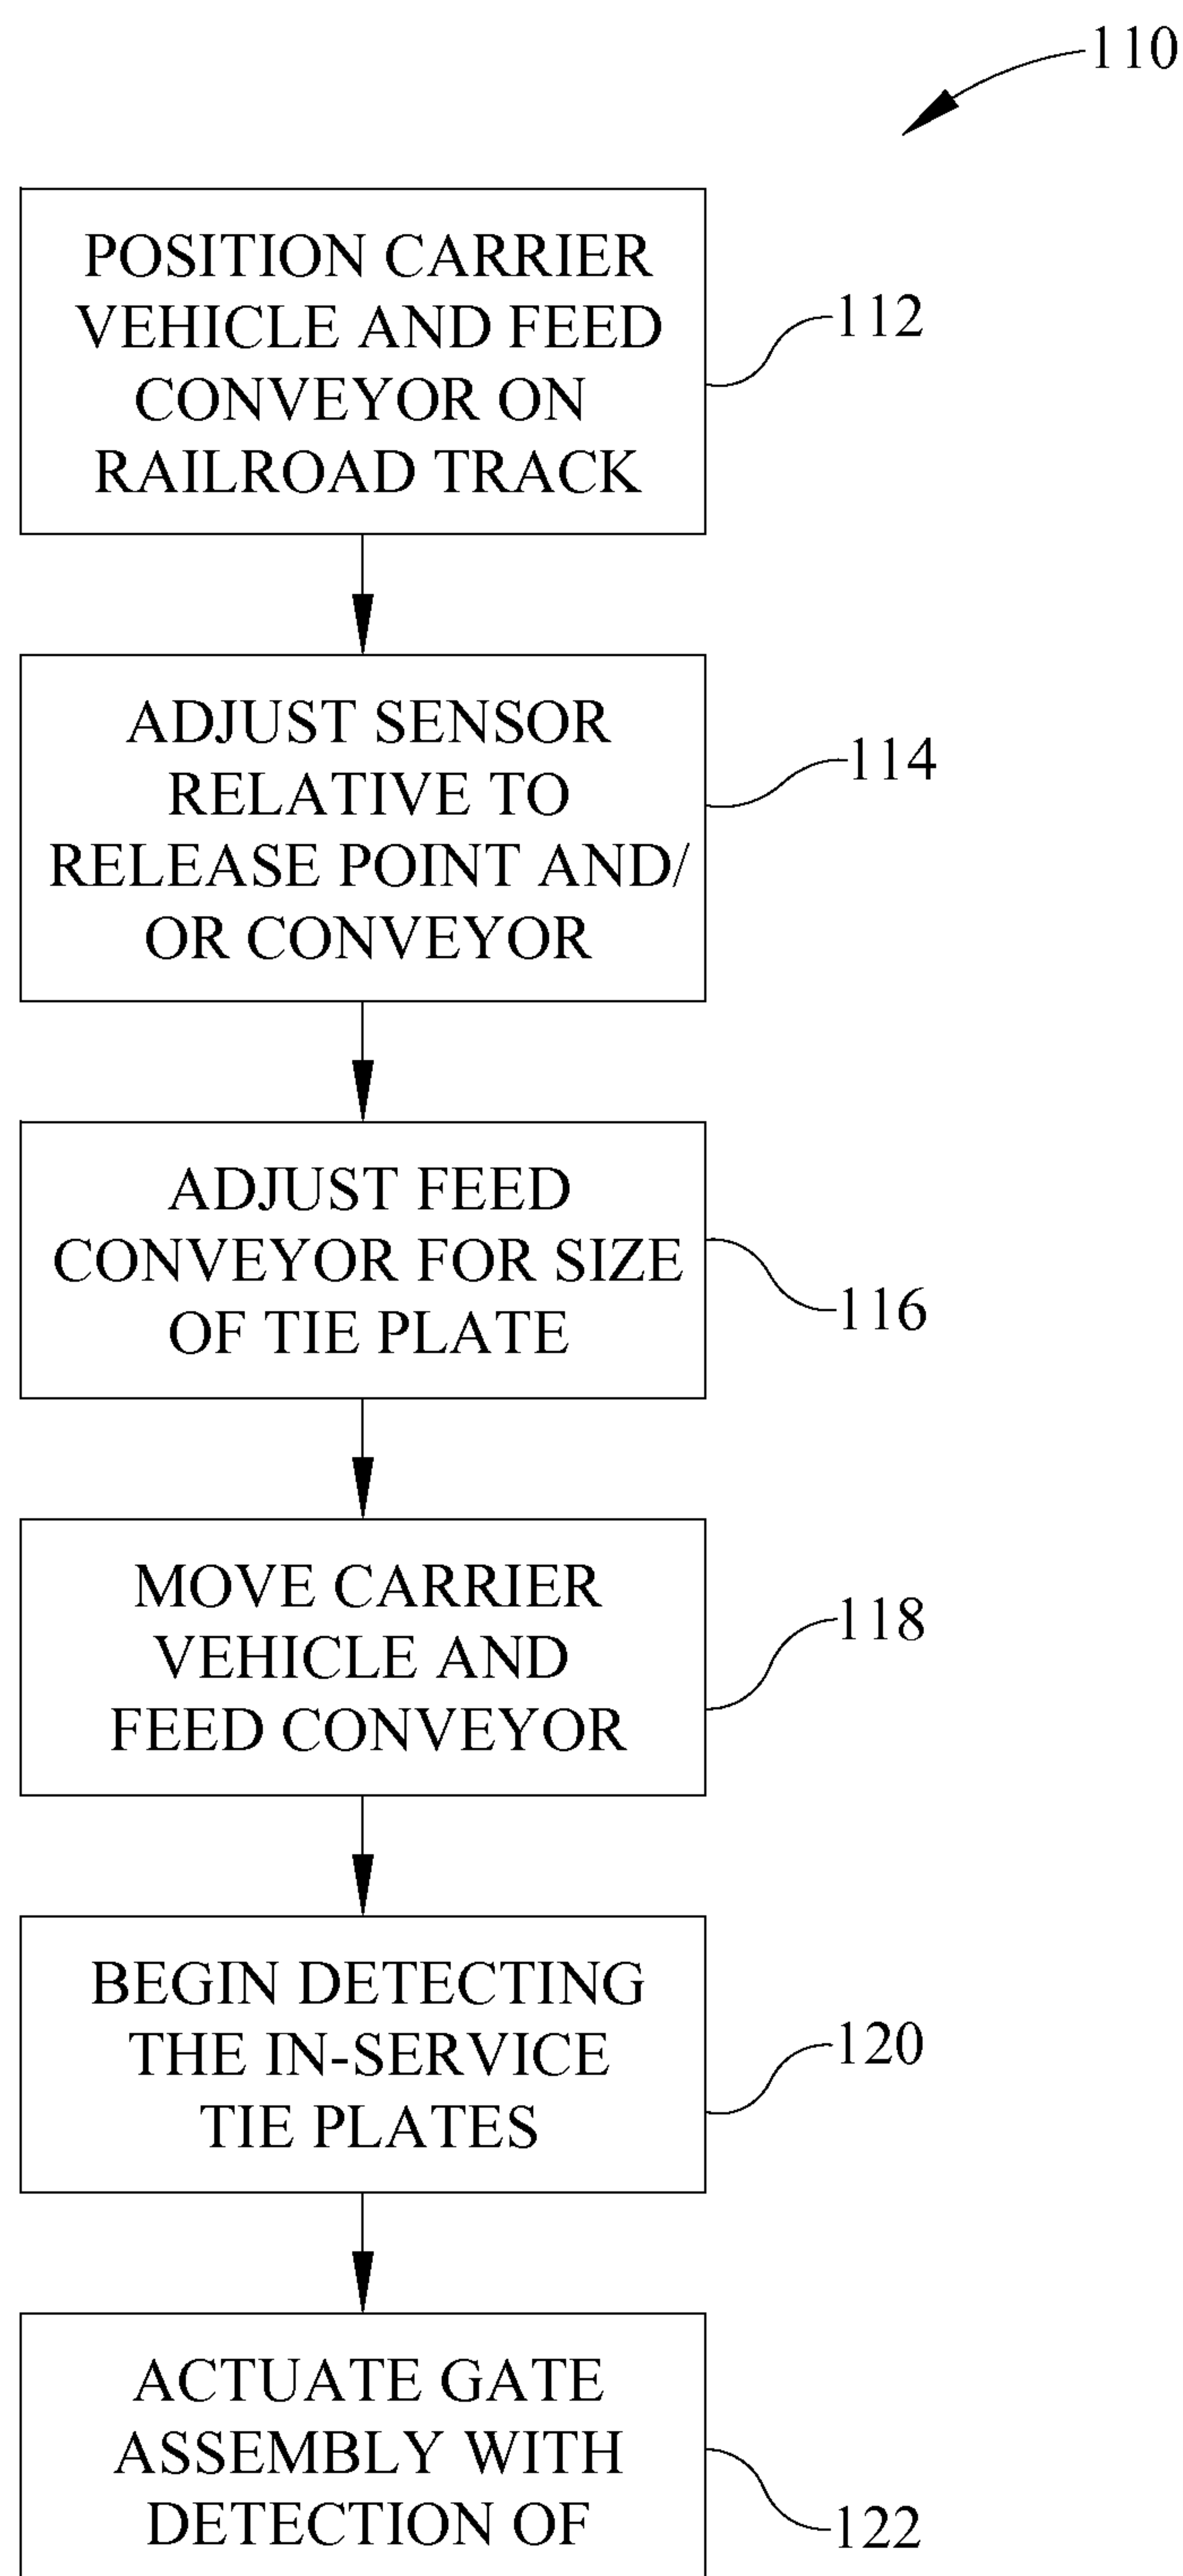 110
POSITION CARRIER
VEHICLE AND FEED
CONVEYOR ON
RAILROAD TRACK
112
ADJUST SENSOR
RELATIVE TO
RELEASE POINT AND/
OR CONVEYOR
114
ADJUST FEED
CONVEYOR FOR SIZE
OF TIE PLATE
116
MOVE CARRIER
VEHICLE AND
FEED CONVEYOR
118
BEGIN DETECTING
THE IN-SERVICE
TIE PLATES
120
ACTUATE GATE
ASSEMBLY WITH
DETECTION OF
122